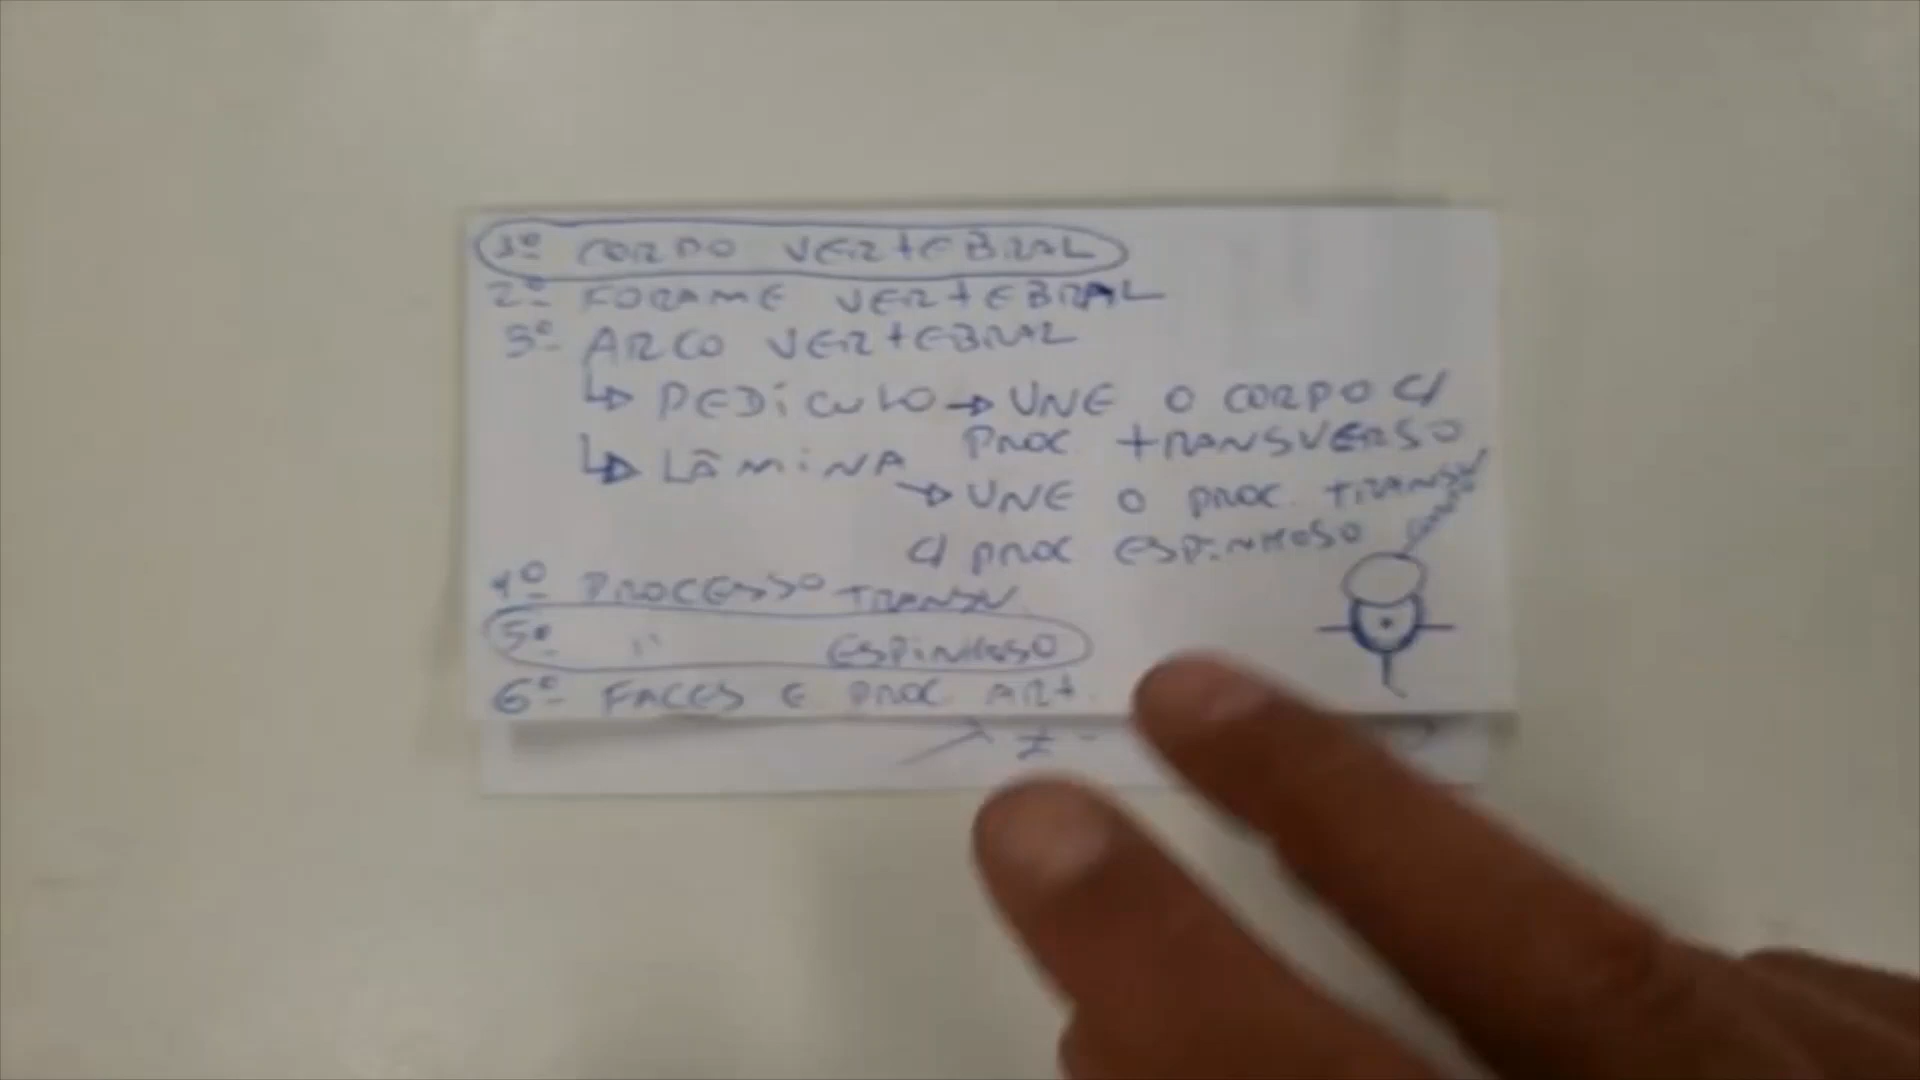 1º CORPO VERTEBRAL
2º FORAME VERTEBRAL
3º ARCO VERTEBRAL
↳ PEDÍCULO → UNE O CORPO C/
PROC. TRANSVERSO
↳ LÂMINA
→ UNE O PROC. TRANSV
C/ PROC ESPINHOSO
4º PROCESSO TRANSV.
5º " ESPINHOSO
6º FACES E PROC ART.